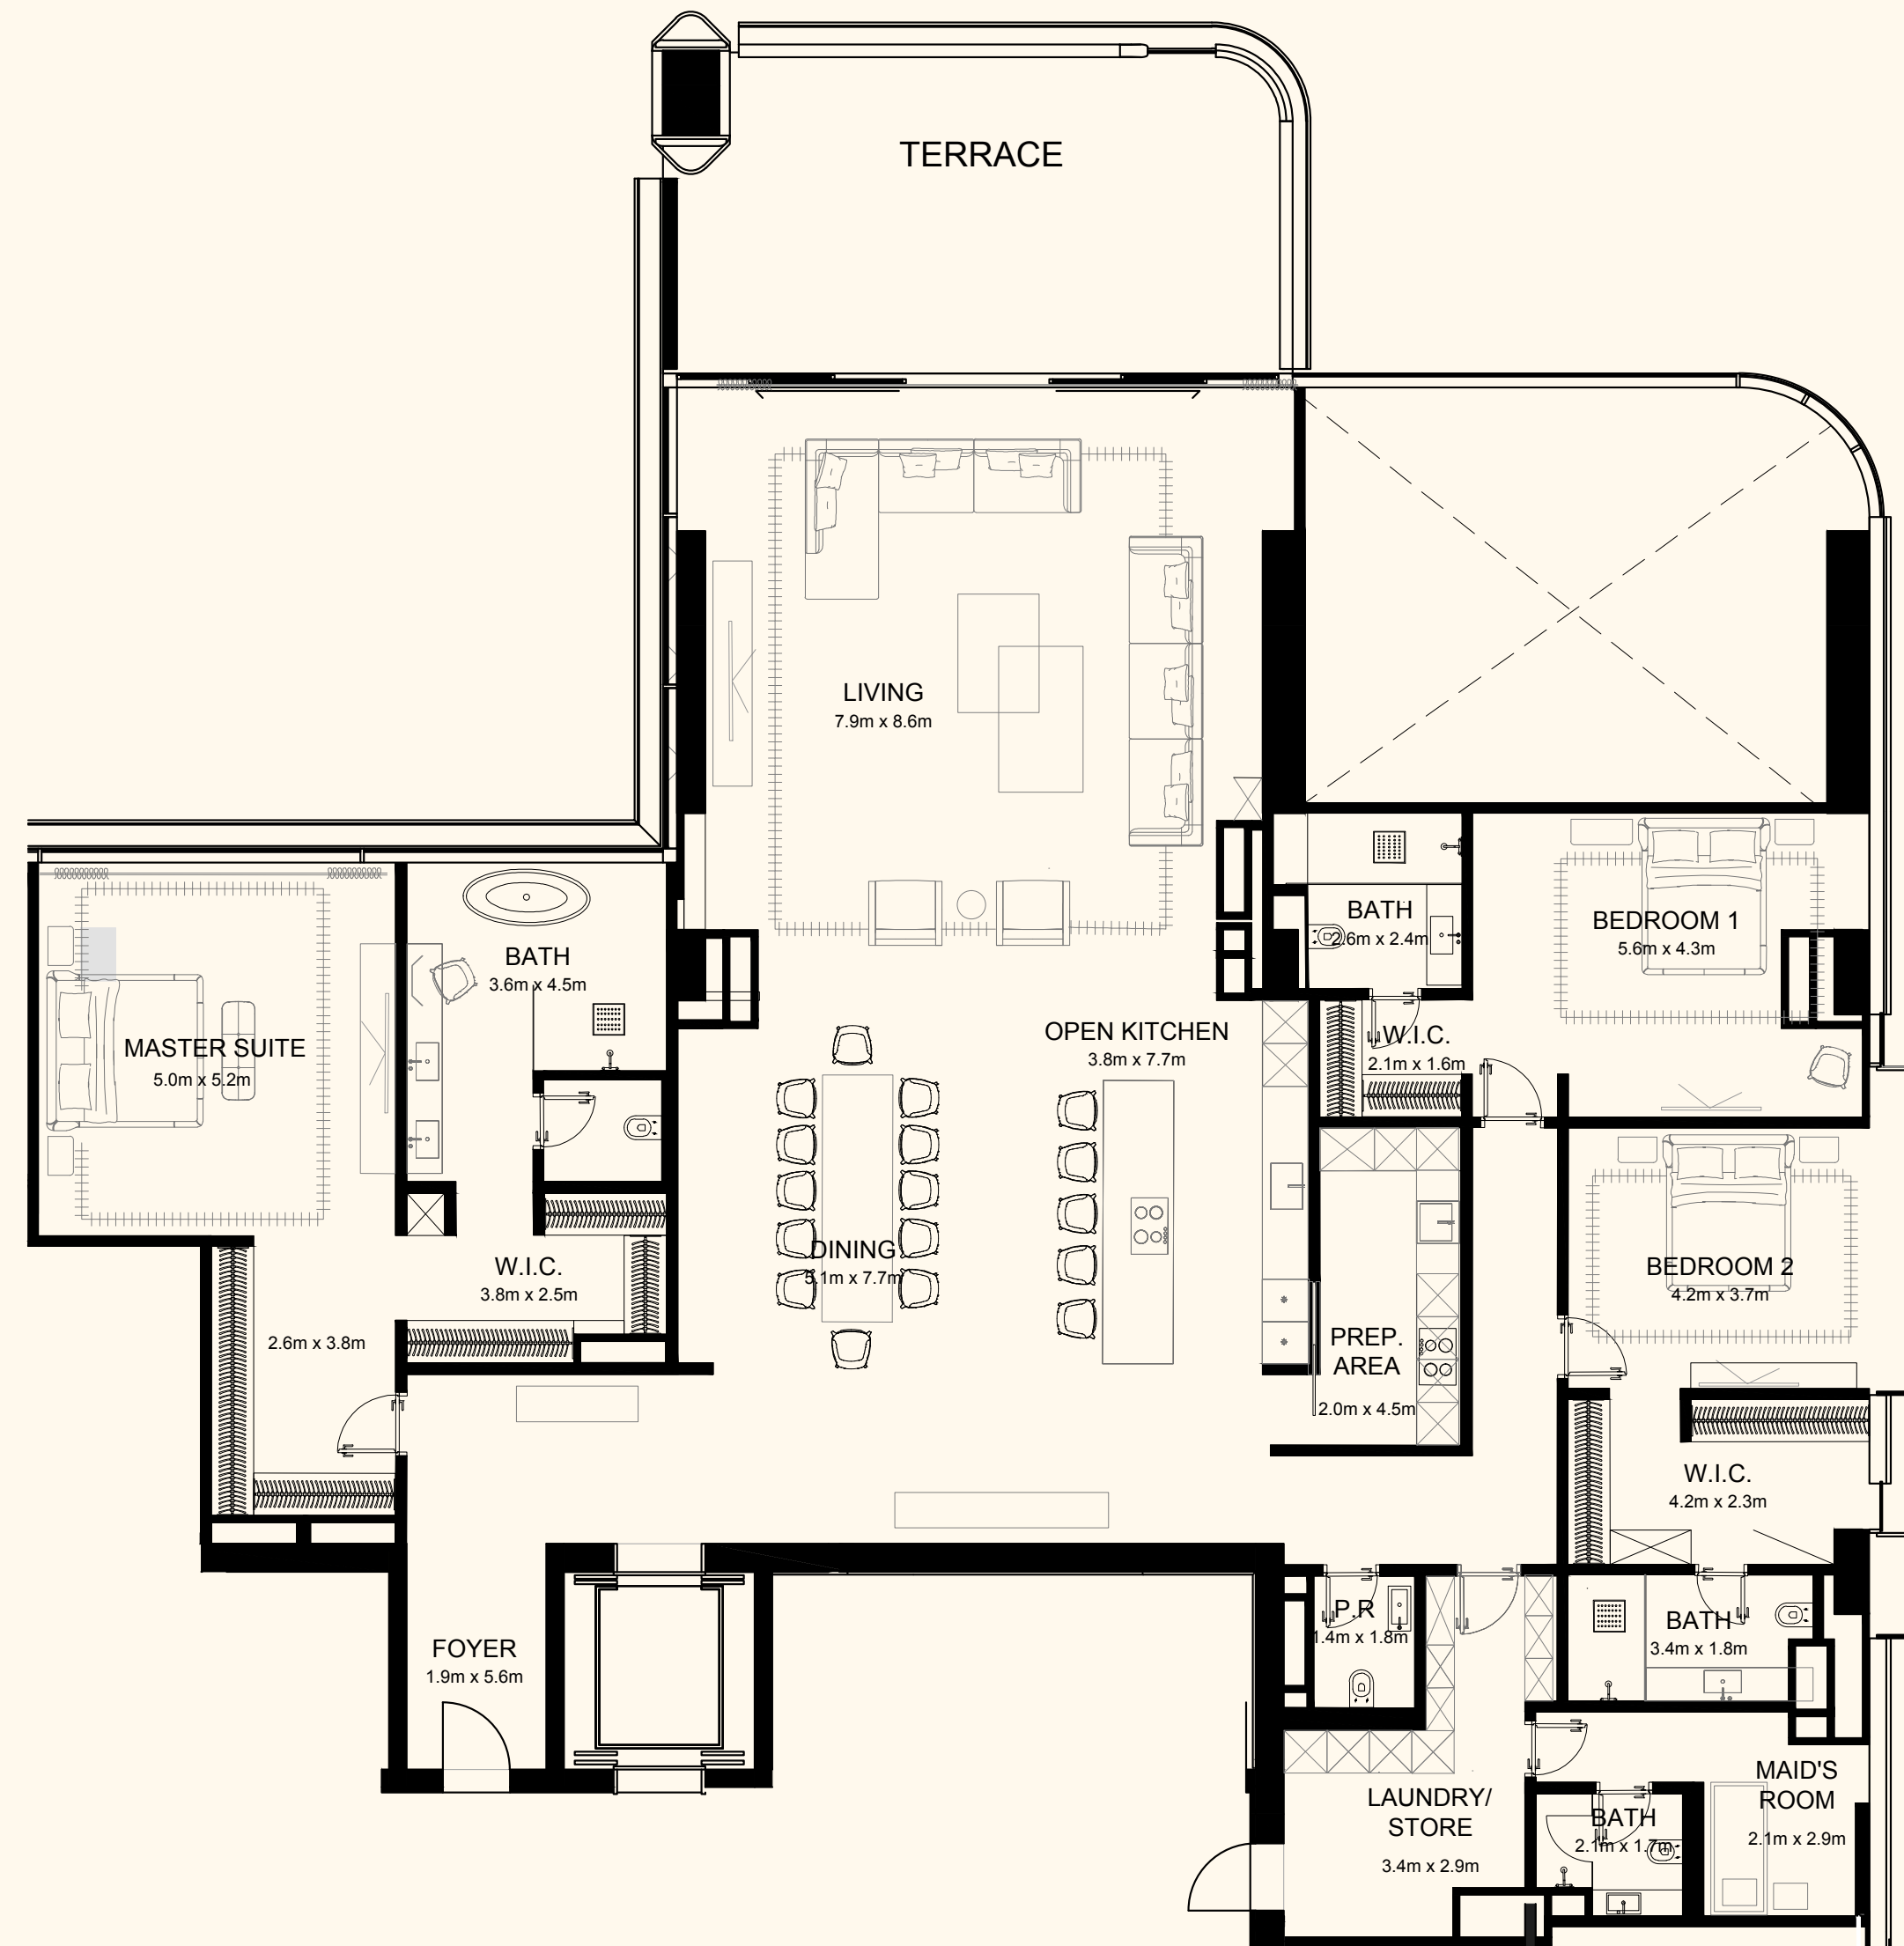 TERRACE
LIVING
7.9m x 8.6m
BATH
2.6m x 2.4m
BEDROOM 1
5.6m x 4.3m
BATH
3.6m x 4.5m
MASTER SUITE
5.0m x 5.2m
OPEN KITCHEN
3.8m x 7.7m
W.I.C.
2.1m x 1.6m
DINING
5.1m x 7.7m
W.I.C.
3.8m x 2.5m
BEDROOM 2
4.2m x 3.7m
2.6m x 3.8m
PREP.
AREA
2.0m x 4.5m
W.I.C.
4.2m x 2.3m
FOYER
1.9m x 5.6m
P.R
1.4m x 1.8m
BATH
3.4m x 1.8m
LAUNDRY/
STORE
3.4m x 2.9m
BATH
2.1m x 1.7m
MAID'S
ROOM
2.1m x 2.9m